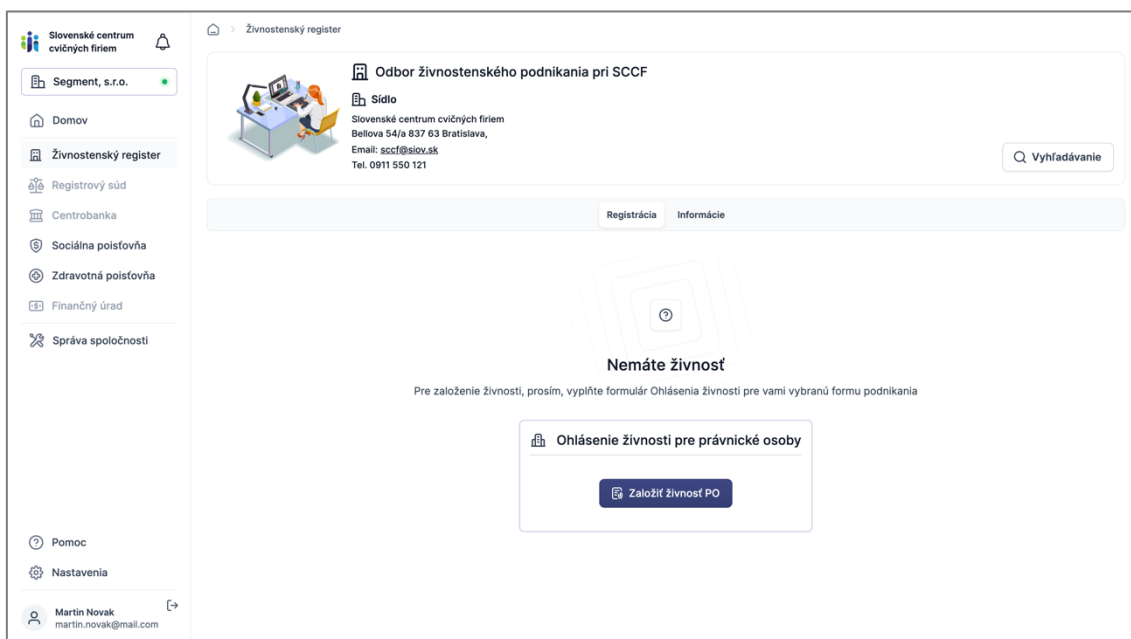 Slovenské centrum
cvičných firiem
Segment, s.r.o.
Domov
Živnostenský register
Registrový súd
Centrobanka
Sociálna poisťovňa
Zdravotná poisťovňa
Finančný úrad
Správa spoločnosti
Pomoc
Nastavenia
Martin Novak
martin.novak@mail.com
Živnostenský register
Odbor živnostenského podnikania pri SCCF
Sídlo
Slovenské centrum cvičných firiem
Bellova 54/a 837 63 Bratislava,
Email: sccf@siov.sk
Tel. 0911 550 121
Vyhľadávanie
Registrácia Informácie
Nemáte živnosť
Pre založenie živnosti, prosím, vyplňte formulár Ohlásenia živnosti pre vami vybranú formu podnikania
Ohlásenie živnosti pre právnické osoby
Založiť živnosť PO